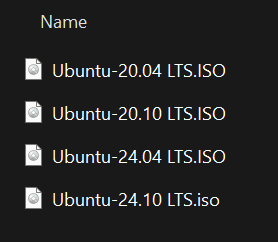 Name
Ubuntu-20.04 LTS.ISO
Ubuntu-20.10 LTS.ISO
Ubuntu-24.04 LTS.ISO
Ubuntu-24.10 LTS.iso